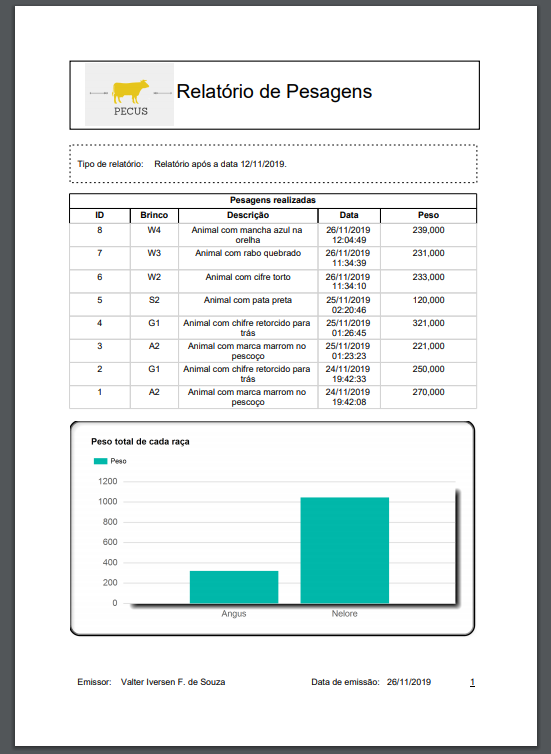 PECUS
Relatório de Pesagens
Tipo de relatório: Relatório após a data 12/11/2019.
Pesagens realizadas
ID Brinco Descrição Data Peso
8 W4 Animal com mancha azul na orelha 26/11/2019 12:04:49 239,000
7 W3 Animal com rabo quebrado 26/11/2019 11:34:39 231,000
6 W2 Animal com cifre torto 26/11/2019 11:34:10 233,000
5 S2 Animal com pata preta 25/11/2019 02:20:46 120,000
4 G1 Animal com chifre retorcido para trás 25/11/2019 01:26:45 321,000
3 A2 Animal com marca marrom no pescoço 25/11/2019 01:23:23 221,000
2 G1 Animal com chifre retorcido para trás 24/11/2019 19:42:33 250,000
1 A2 Animal com marca marrom no pescoço 24/11/2019 19:42:08 270,000
Peso total de cada raça
Peso
1200
1000
800
600
400
200
0
Angus Nelore
Emissor: Valter Iversen F. de Souza Data de emissão: 26/11/2019 1